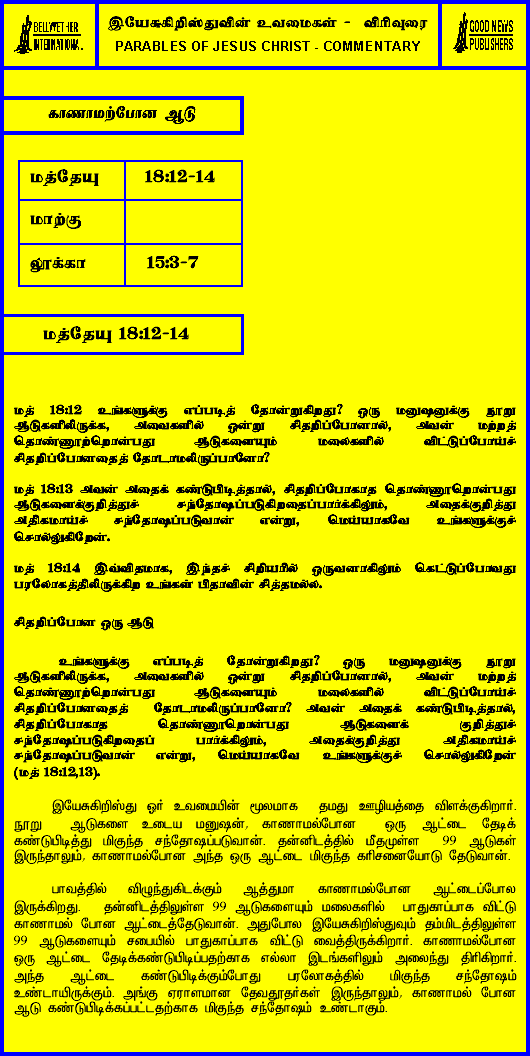 BELLWETHER
INTERNATIONAL
இயேசுகிறிஸ்துவின் உவமைகள் - விரிவுரை
PARABLES OF JESUS CHRIST - COMMENTARY
GOOD NEWS
PUBLISHERS
காணாமற்போன ஆடு
மத்தேயு 18:12-14
மாற்கு
லூக்கா 15:3-7
மத்தேயு 18:12-14
மத் 18:12 உங்களுக்கு எப்படித் தோன்றுகிறது? ஒரு மனுஷனுக்கு நூறு
ஆடுகளிலிருக்க, அவைகளில் ஒன்று சிதறிப்போனால், அவன் மற்றத்
தொண்ணூற்றொன்பது ஆடுகளையும் மலைகளில் விட்டுப்போய்ச்
சிதறிப்போனதைத் தேடாமலிருப்பானோ?
மத் 18:13 அவன் அதைக் கண்டுபிடித்தால், சிதறிப்போகாத தொண்ணூறொன்பது
ஆடுகளைக்குறித்துச் சந்தோஷப்படுகிறதைப்பார்க்கிலும், அதைக்குறித்து
அதிகமாய்ச் சந்தோஷப்படுவான் என்று, மெய்யாகவே உங்களுக்குச்
சொல்லுகிறேன்.
மத் 18:14 இவ்விதமாக, இந்தச் சிறியரில் ஒருவனாகிலும் கெட்டுப்போவது
பரலோகத்திலிருக்கிற உங்கள் பிதாவின் சித்தமல்ல.
சிதறிப்போன ஒரு ஆடு
உங்களுக்கு எப்படித் தோன்றுகிறது? ஒரு மனுஷனுக்கு நூறு
ஆடுகளிலிருக்க, அவைகளில் ஒன்று சிதறிப்போனால், அவன் மற்றத்
தொண்ணூற்றொன்பது ஆடுகளையும் மலைகளில் விட்டுப்போய்ச்
சிதறிப்போனதைத் தேடாமலிருப்பானோ? அவன் அதைக் கண்டுபிடித்தால்,
சிதறிப்போகாத தொண்ணூறொன்பது ஆடுகளைக் குறித்துச்
சந்தோஷப்படுகிறதைப் பார்க்கிலும், அதைக்குறித்து அதிகமாய்ச்
சந்தோஷப்படுவான் என்று, மெய்யாகவே உங்களுக்குச் சொல்லுகிறேன்
(மத் 18:12,13).
இயேசுகிறிஸ்து ஓர் உவமையின் மூலமாக தமது ஊழியத்தை விளக்குகிறார்.
நூறு ஆடுகளை உடைய மனுஷன், காணாமல்போன ஒரு ஆட்டை தேடிக்
கண்டுபிடித்து மிகுந்த சந்தோஷப்படுவான். தன்னிடத்தில் மீதமுள்ள 99 ஆடுகள்
இருந்தாலும், காணாமல்போன அந்த ஒரு ஆட்டை மிகுந்த கரிசனையோடு தேடுவான்.
பாவத்தில் விழுந்துகிடக்கும் ஆத்துமா காணாமல்போன ஆட்டைப்போல
இருக்கிறது. தன்னிடத்திலுள்ள 99 ஆடுகளையும் மலைகளில் பாதுகாப்பாக விட்டு
காணாமல் போன ஆட்டைத்தேடுவான். அதுபோல இயேசுகிறிஸ்துவும் தம்மிடத்திலுள்ள
99 ஆடுகளையும் சபையில் பாதுகாப்பாக விட்டு வைத்திருக்கிறார். காணாமல்போன
ஒரு ஆட்டை தேடிக்கண்டுபிடிப்பதற்காக எல்லா இடங்களிலும் அலைந்து திரிகிறார்.
அந்த ஆட்டை கண்டுபிடிக்கும்போது பரலோகத்தில் மிகுந்த சந்தோஷம்
உண்டாயிருக்கும். அங்கு ஏராளமான தேவதூதர்கள் இருந்தாலும், காணாமல் போன
ஆடு கண்டுபிடிக்கப்பட்டதற்காக மிகுந்த சந்தோஷம் உண்டாகும்.